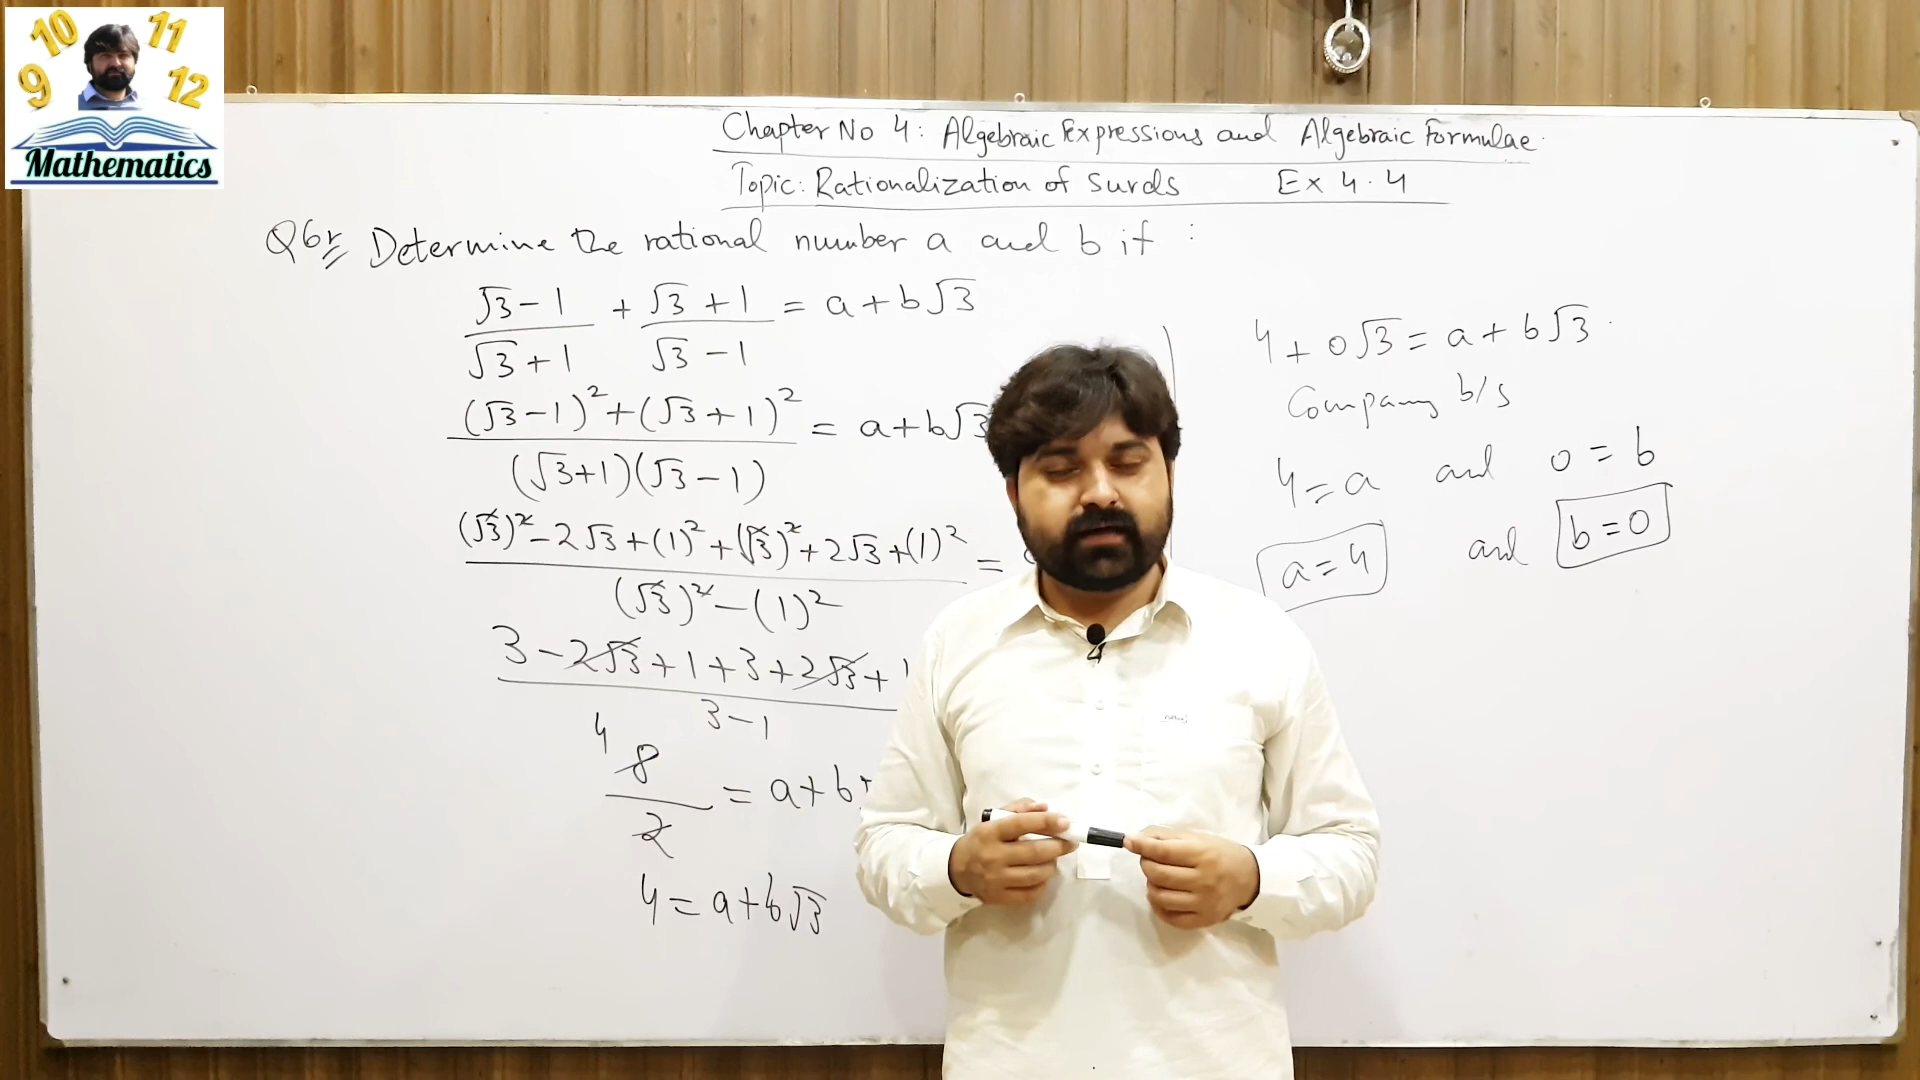 10 11
9 12
Mathematics
Chapter No 4: Algebraic Expressions and Algebraic Formulae.
Topic: Rationalization of Surds Ex 4.4
Q6:- Determine the rational number a and b if :
(√3 - 1)/(√3 + 1) + (√3 + 1)/(√3 - 1) = a + b√3
((√3 - 1)² + (√3 + 1)²)/((√3 + 1)(√3 - 1)) = a + b√3
((√3)² - 2√3 + (1)² + (√3)² + 2√3 + (1)²)/((√3)² - (1)²) =
(3 - 2√3 + 1 + 3 + 2√3 + 1)/(3 - 1)
4
8/2 = a + b
4 = a + b√3
4 + 0√3 = a + b√3.
Comparing b/s
4 = a and 0 = b
a = 4 and b = 0